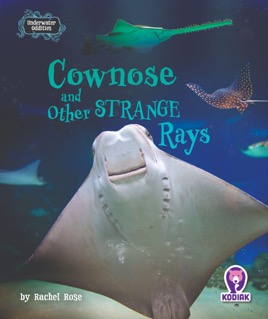 Underwater
Oddities
Cownose
and
Other STRANGE
Rays
by Rachel Rose
KODIAK